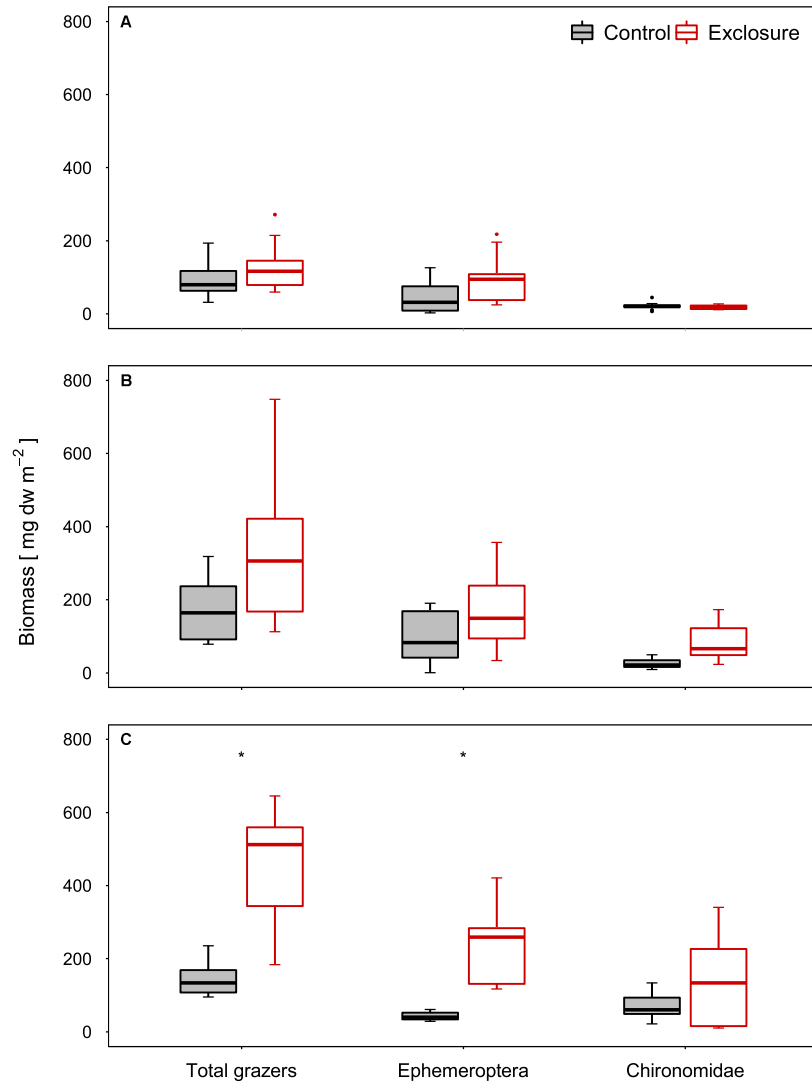 A
Control Exclosure
800
600
400
200
0
B
800
600
400
200
0
Biomass [ mg dw m⁻² ]
C
800
600
400
200
0
* *
Total grazers Ephemeroptera Chironomidae